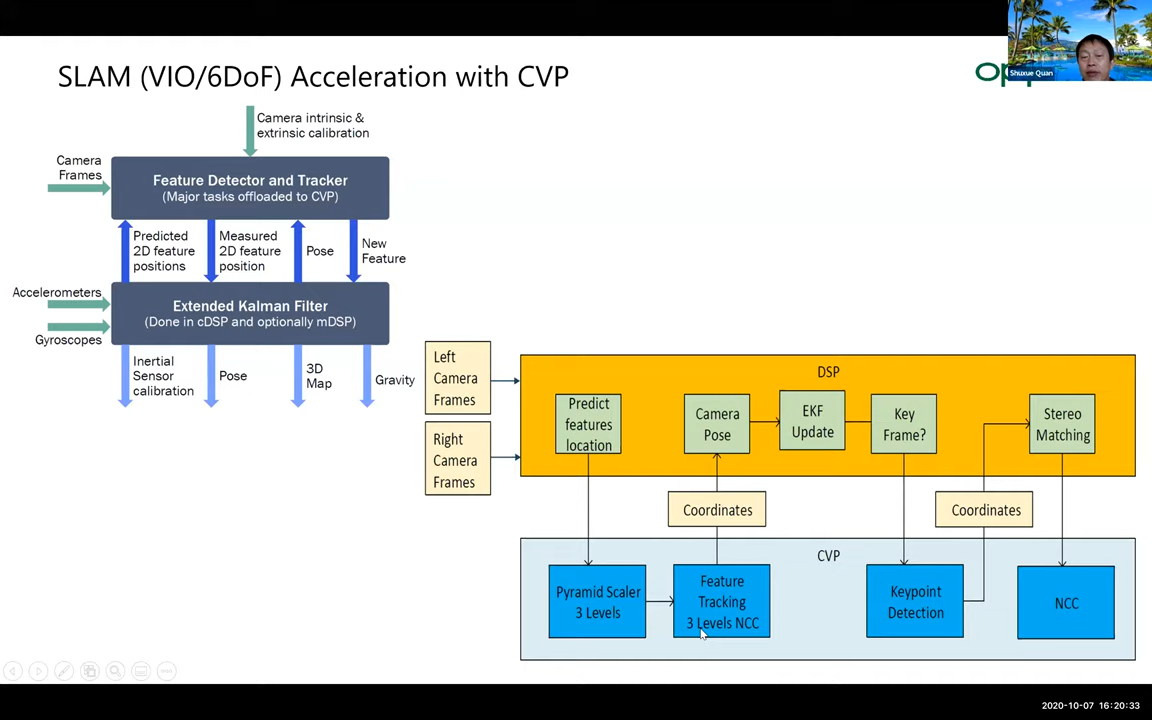 SLAM (VIO/6DoF) Acceleration with CVP
Shuxue Quan
Camera intrinsic &
extrinsic calibration
Camera
Frames
Feature Detector and Tracker
(Major tasks offloaded to CVP)
Predicted
2D feature
positions
Measured
2D feature
position
Pose
New
Feature
Accelerometers
Gyroscopes
Extended Kalman Filter
(Done in cDSP and optionally mDSP)
Inertial
Sensor
calibration
Pose
3D
Map
Gravity
Left
Camera
Frames
Right
Camera
Frames
DSP
Predict
features
location
Camera
Pose
EKF
Update
Key
Frame?
Stereo
Matching
Coordinates
Coordinates
CVP
Pyramid Scaler
3 Levels
Feature
Tracking
3 Levels NCC
Keypoint
Detection
NCC
2020-10-07 16:20:33